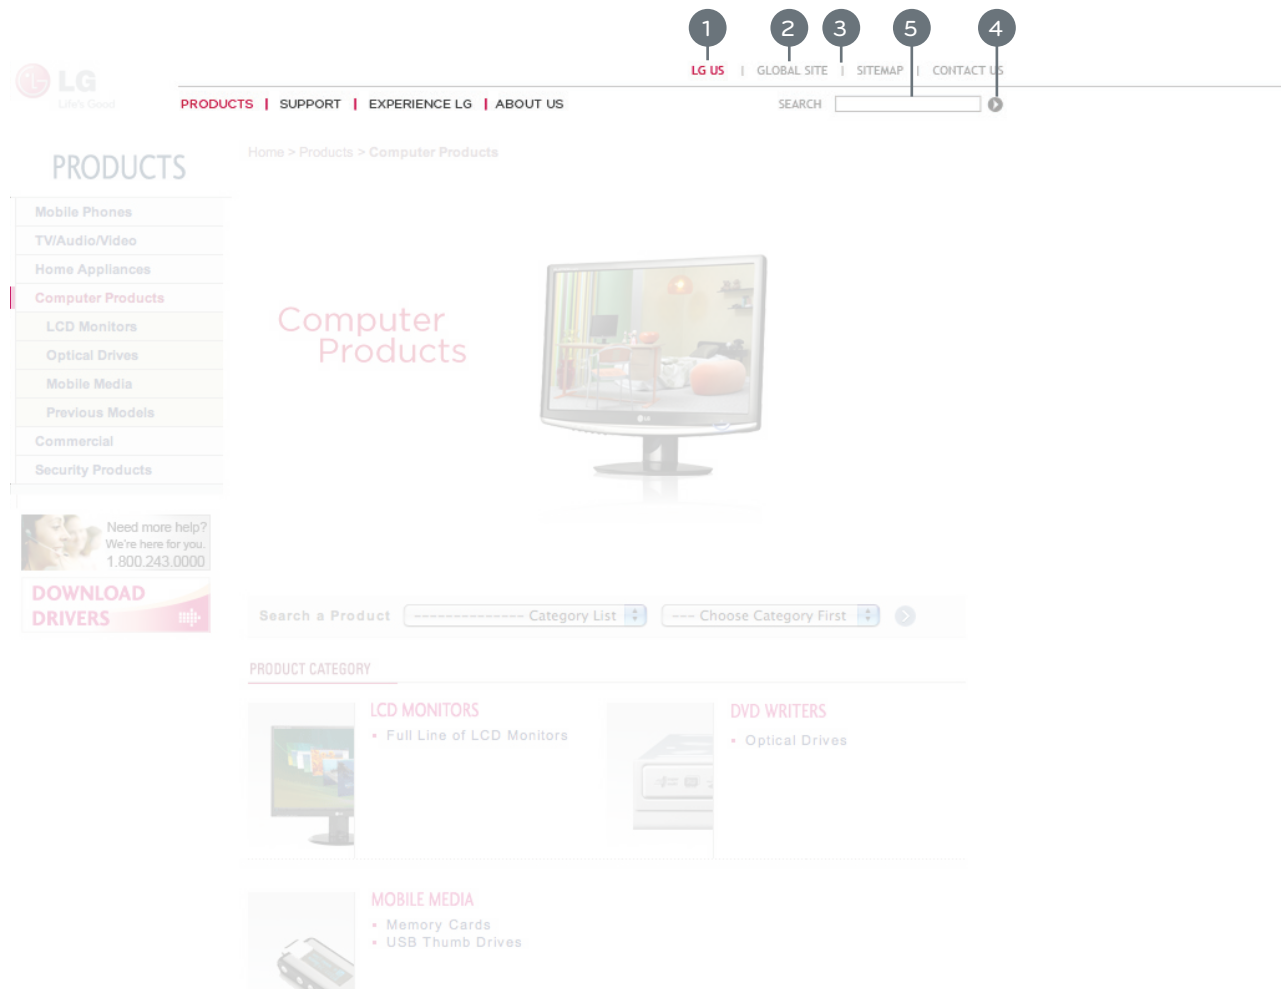 1 2 3 5 4
LG US | GLOBAL SITE | SITEMAP | CONTACT US
LG
Life's Good
PRODUCTS | SUPPORT | EXPERIENCE LG | ABOUT US
SEARCH
Home > Products > Computer Products
PRODUCTS
Mobile Phones
TV/Audio/Video
Home Appliances
Computer Products
LCD Monitors
Optical Drives
Mobile Media
Previous Models
Commercial
Security Products
Computer
Products
LG
Need more help?
We're here for you.
1.800.243.0000
DOWNLOAD
DRIVERS
Search a Product -------------- Category List --- Choose Category First
PRODUCT CATEGORY
LCD MONITORS
• Full Line of LCD Monitors
DVD WRITERS
• Optical Drives
MOBILE MEDIA
• Memory Cards
• USB Thumb Drives